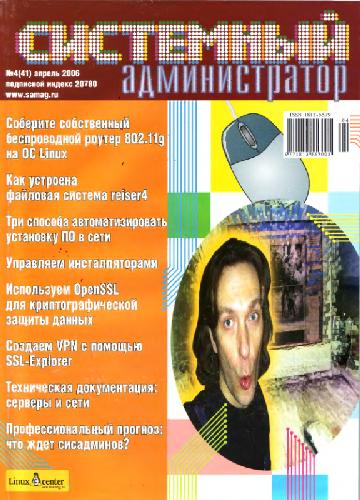 СИСТЕМНЫЙ
администратор
№4(41) апрель 2006
подписной индекс 20780
www.samag.ru
Соберите собственный
беспроводной роутер 802.11g
на ОС Linux
Как устроена
файловая система reiser4
Три способа автоматизировать
установку ПО в сети
Управляем инсталляторами
Используем OpenSSL
для криптографической
защиты данных
Создаем VPN с помощью
SSL-Explorer
Техническая документация:
серверы и сети
Профессиональный прогноз:
что ждет сисадминов?
Linux center